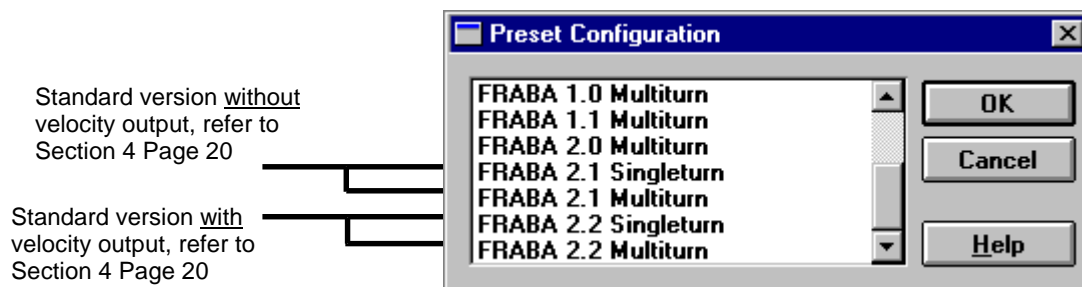 Preset Configuration
Standard version without
velocity output, refer to
Section 4 Page 20
Standard version with
velocity output, refer to
Section 4 Page 20
FRABA 1.0 Multiturn
FRABA 1.1 Multiturn
FRABA 2.0 Multiturn
FRABA 2.1 Singleturn
FRABA 2.1 Multiturn
FRABA 2.2 Singleturn
FRABA 2.2 Multiturn
OK
Cancel
Help